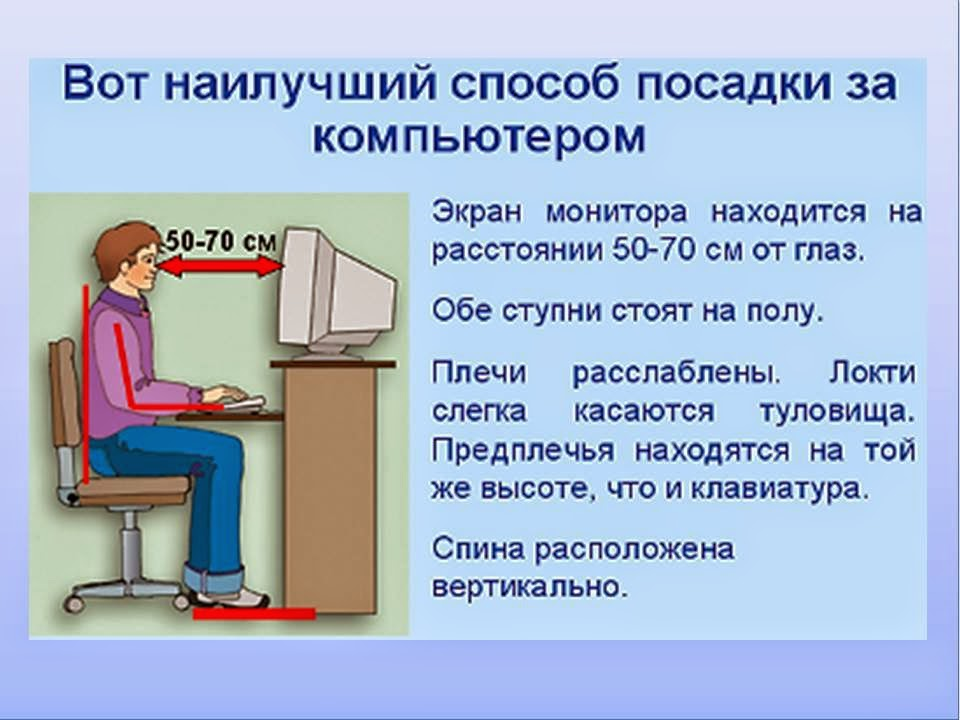 Вот наилучший способ посадки за
компьютером
50-70 см
Экран монитора находится на
расстоянии 50-70 см от глаз.
Обе ступни стоят на полу.
Плечи расслаблены. Локти
слегка касаются туловища.
Предплечья находятся на той
же высоте, что и клавиатура.
Спина расположена
вертикально.